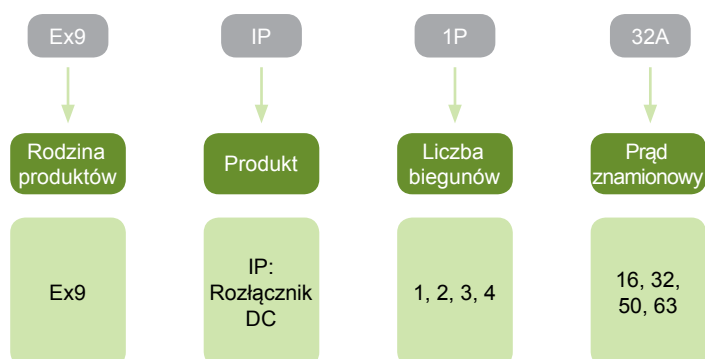 Ex9
IP
1P
32A
Rodzina
produktów
Produkt
Liczba
biegunów
Prąd
znamionowy
Ex9
IP:
Rozłącznik
DC
1, 2, 3, 4
16, 32,
50, 63